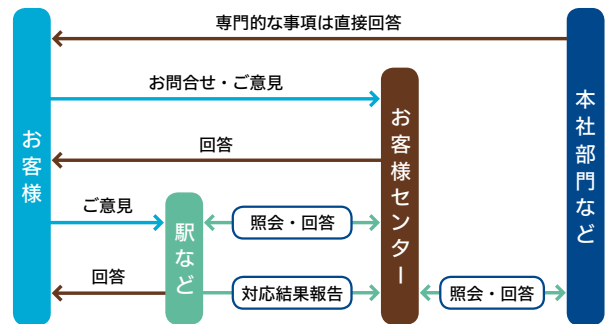 専門的な事項は直接回答
お問合せ・ご意見
回答
ご意見
照会・回答
回答
対応結果報告
照会・回答
お客様
駅など
お客様センター
本社部門など